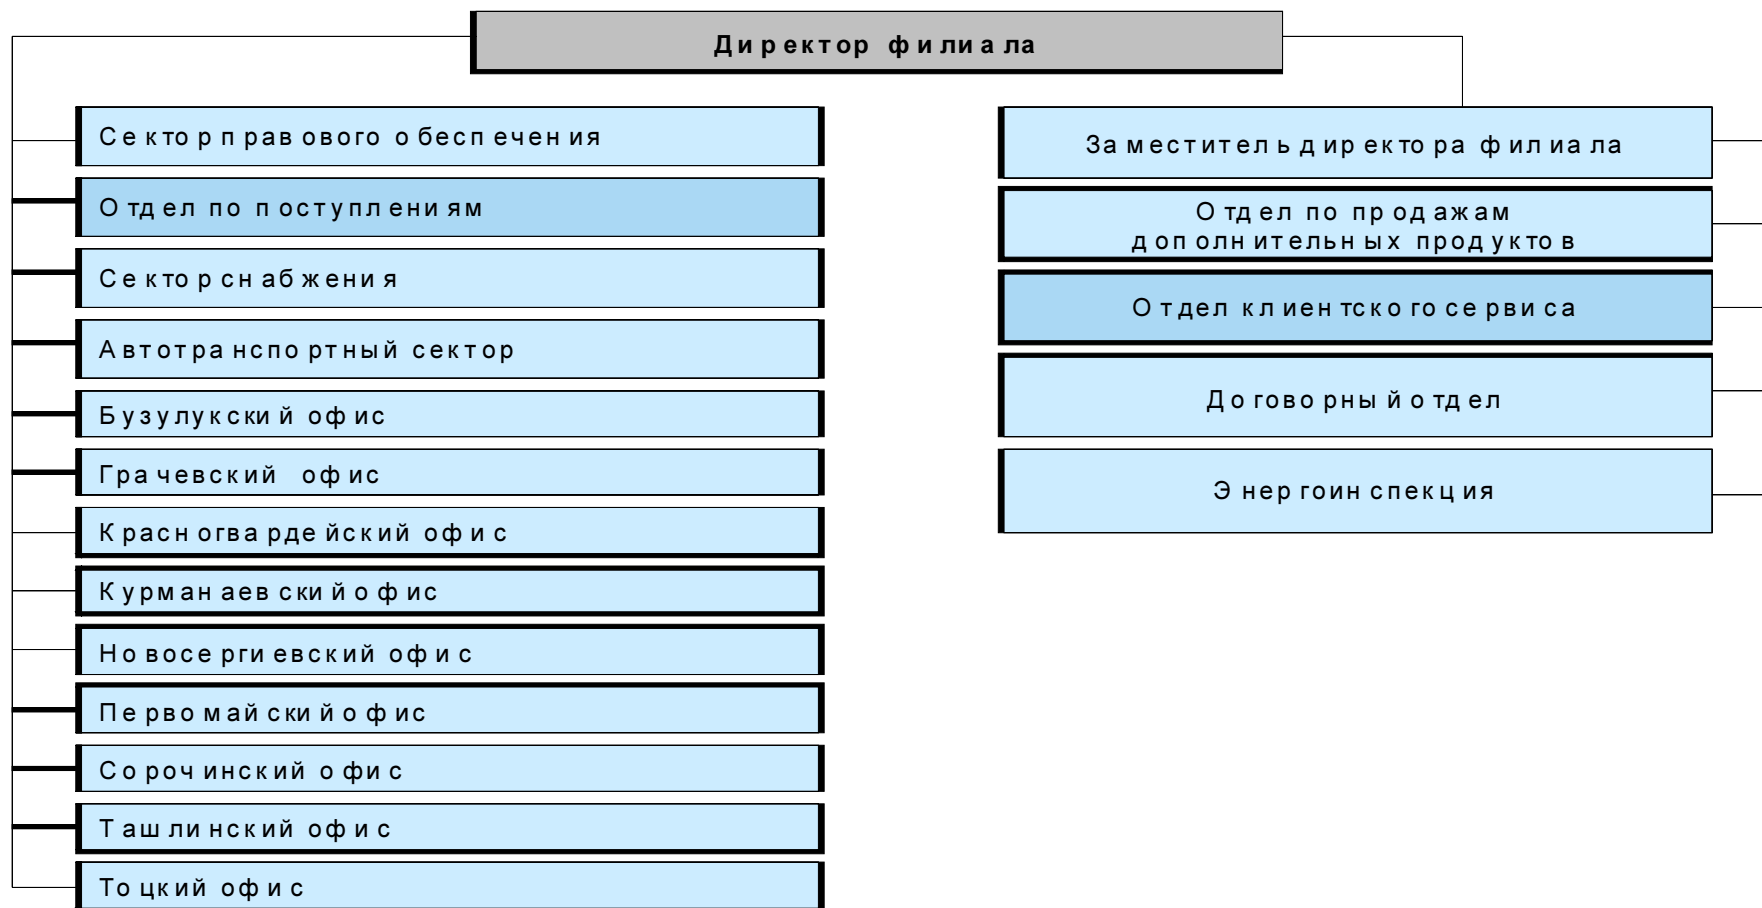 Директор филиала
Сектор правового обеспечения
Отдел по поступлениям
Сектор снабжения
Автотранспортный сектор
Бузулукский офис
Грачевский офис
Красногвардейский офис
Курманаевский офис
Новосергиевский офис
Первомайский офис
Сорочинский офис
Ташлинский офис
Тоцкий офис
Заместитель директора филиала
Отдел по продажам
дополнительных продуктов
Отдел клиентского сервиса
Договорный отдел
Энергоинспекция